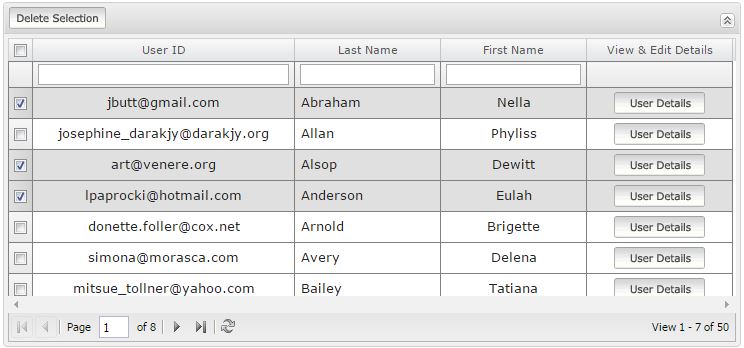 Delete Selection
User ID Last Name First Name View & Edit Details
jbutt@gmail.com Abraham Nella User Details
josephine_darakjy@darakjy.org Allan Phyliss User Details
art@venere.org Alsop Dewitt User Details
lpaprocki@hotmail.com Anderson Eulah User Details
donette.foller@cox.net Arnold Brigette User Details
simona@morasca.com Avery Delena User Details
mitsue_tollner@yahoo.com Bailey Tatiana User Details
Page 1 of 8 View 1 - 7 of 50